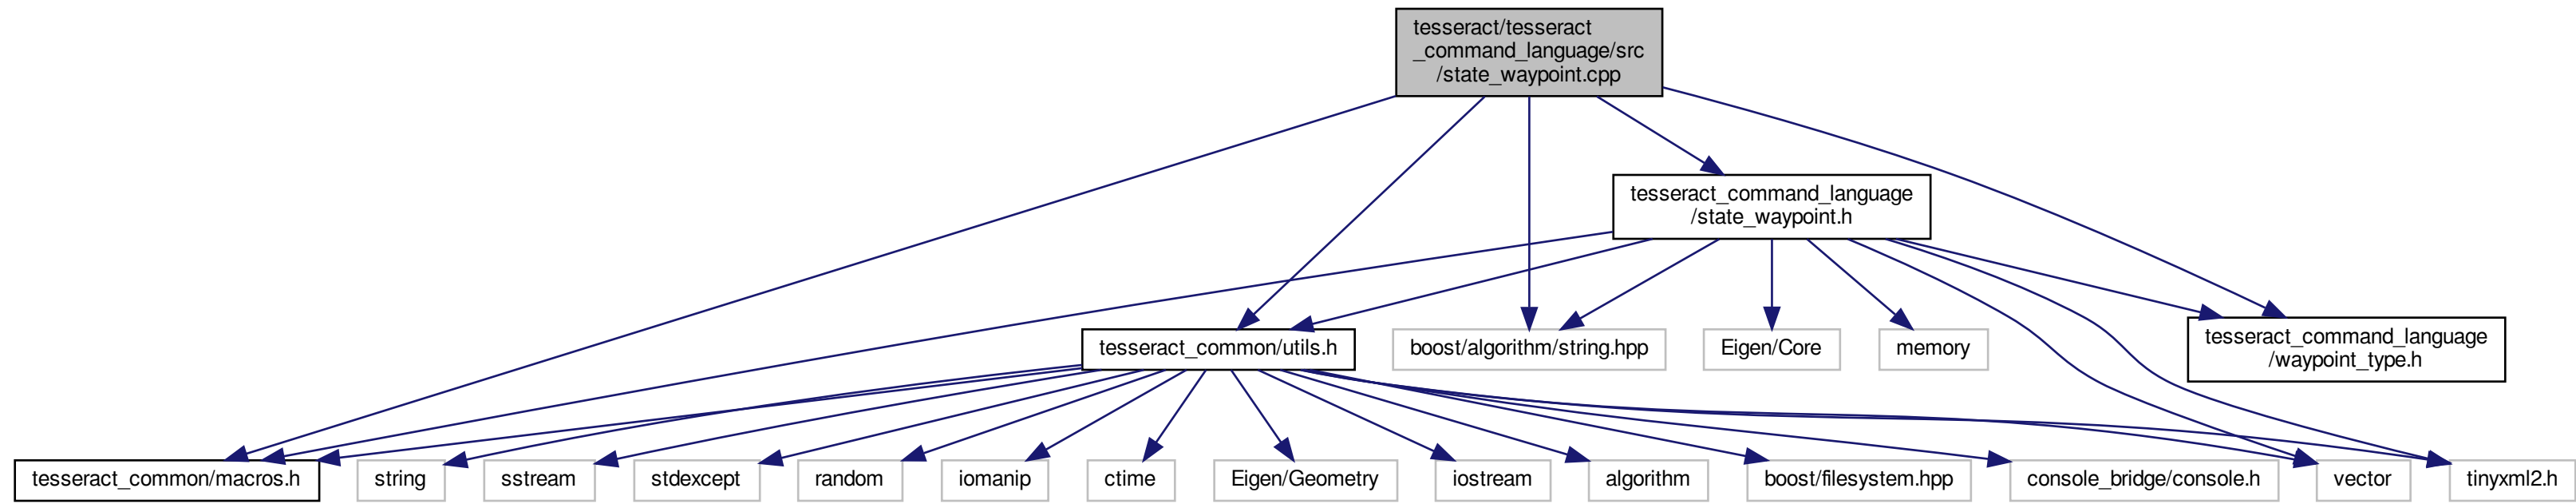 tesseract/tesseract
_command_language/src
/state_waypoint.cpp
tesseract_command_language
/state_waypoint.h
tesseract_common/utils.h
boost/algorithm/string.hpp
Eigen/Core
memory
tesseract_command_language
/waypoint_type.h
tesseract_common/macros.h
string
sstream
stdexcept
random
iomanip
ctime
Eigen/Geometry
iostream
algorithm
boost/filesystem.hpp
console_bridge/console.h
vector
tinyxml2.h